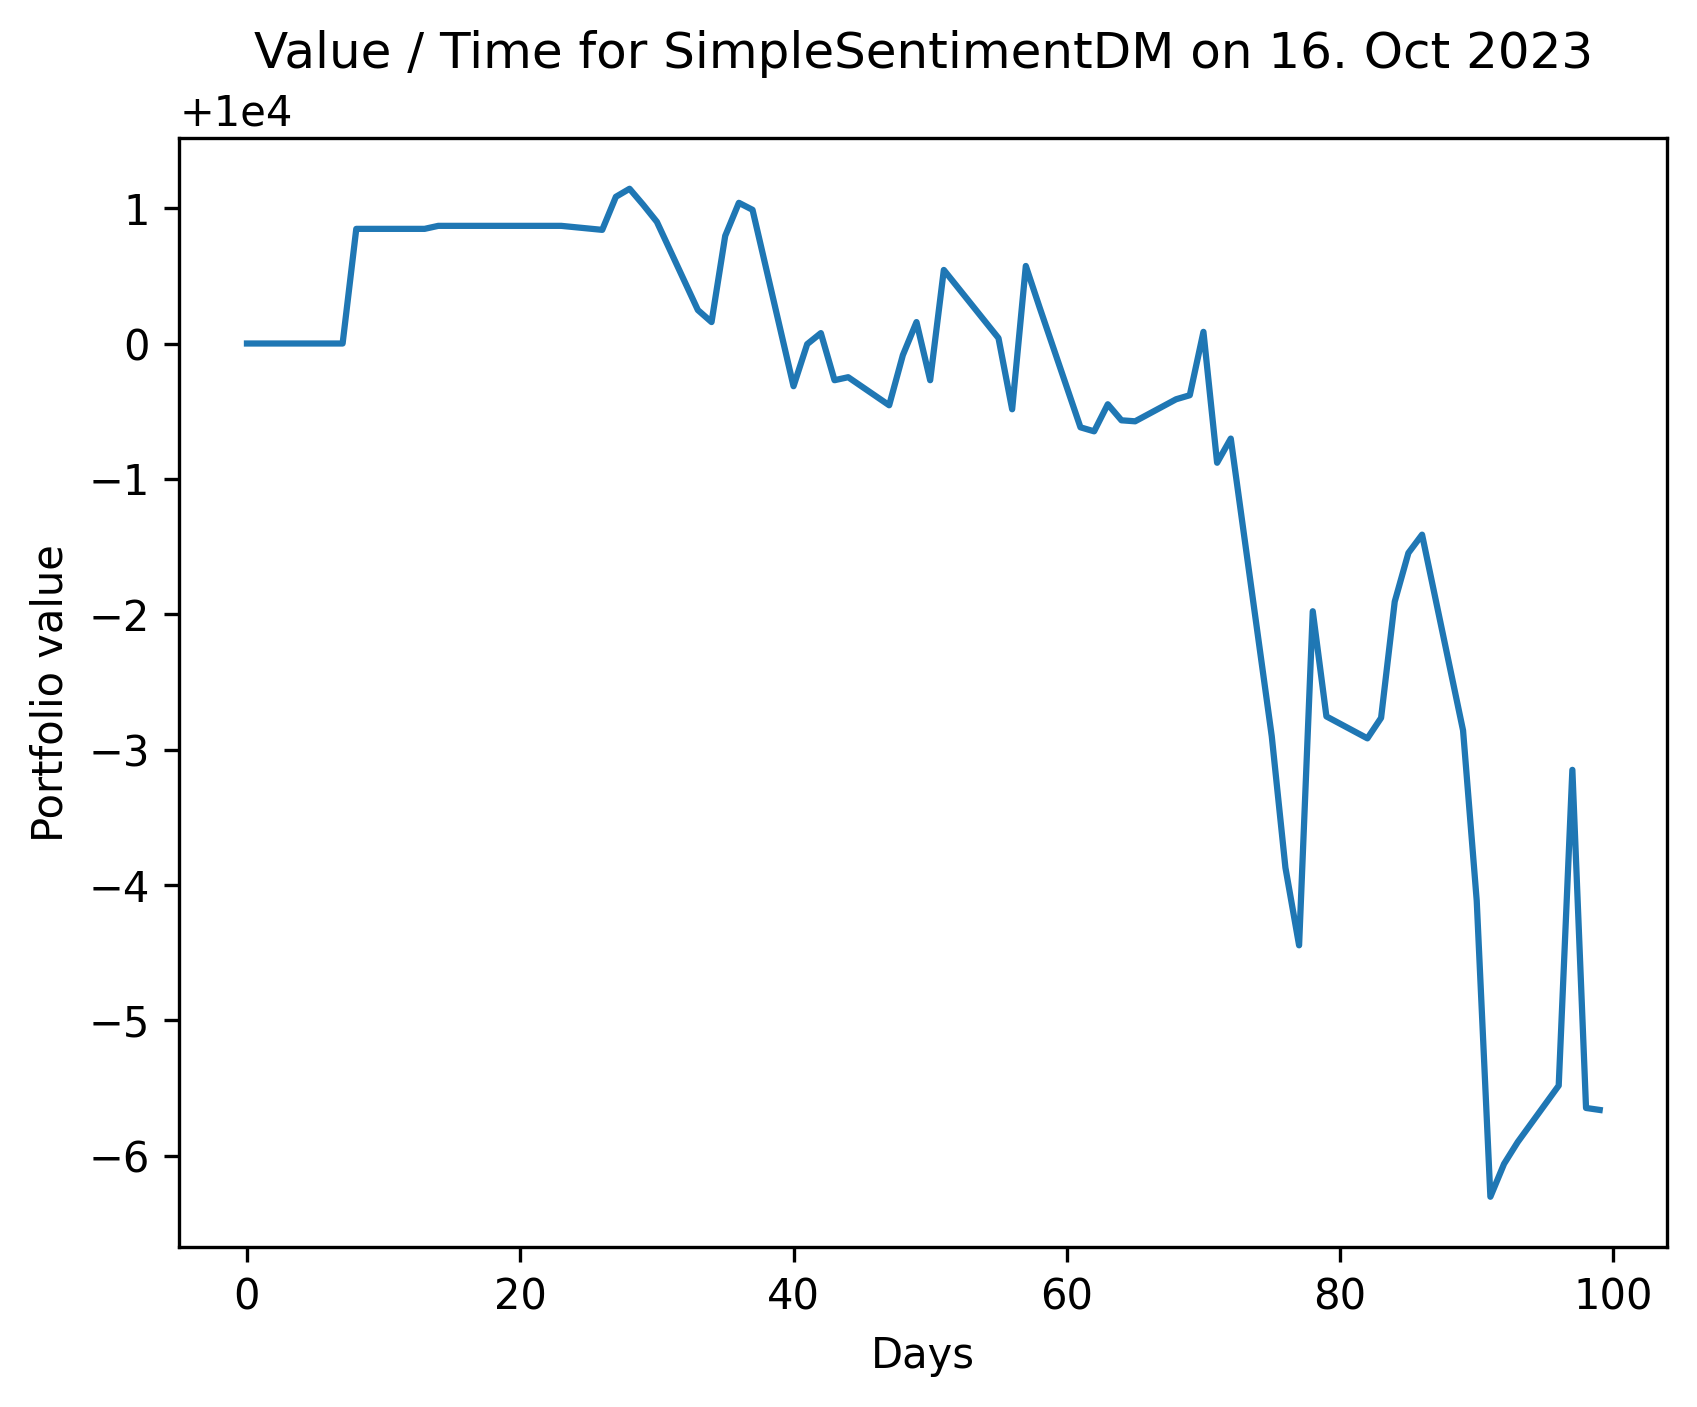 Value / Time for SimpleSentimentDM on 16. Oct 2023
+1e4
1
0
−1
−2
−3
−4
−5
−6
Portfolio value
0 20 40 60 80 100
Days